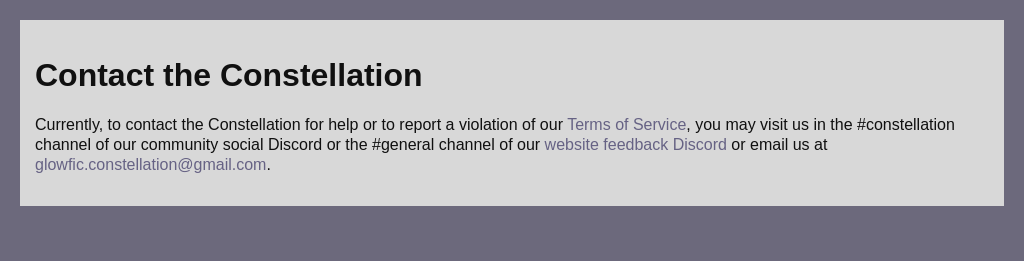 Contact the Constellation
Currently, to contact the Constellation for help or to report a violation of our Terms of Service, you may visit us in the #constellation
channel of our community social Discord or the #general channel of our website feedback Discord or email us at
glowfic.constellation@gmail.com.